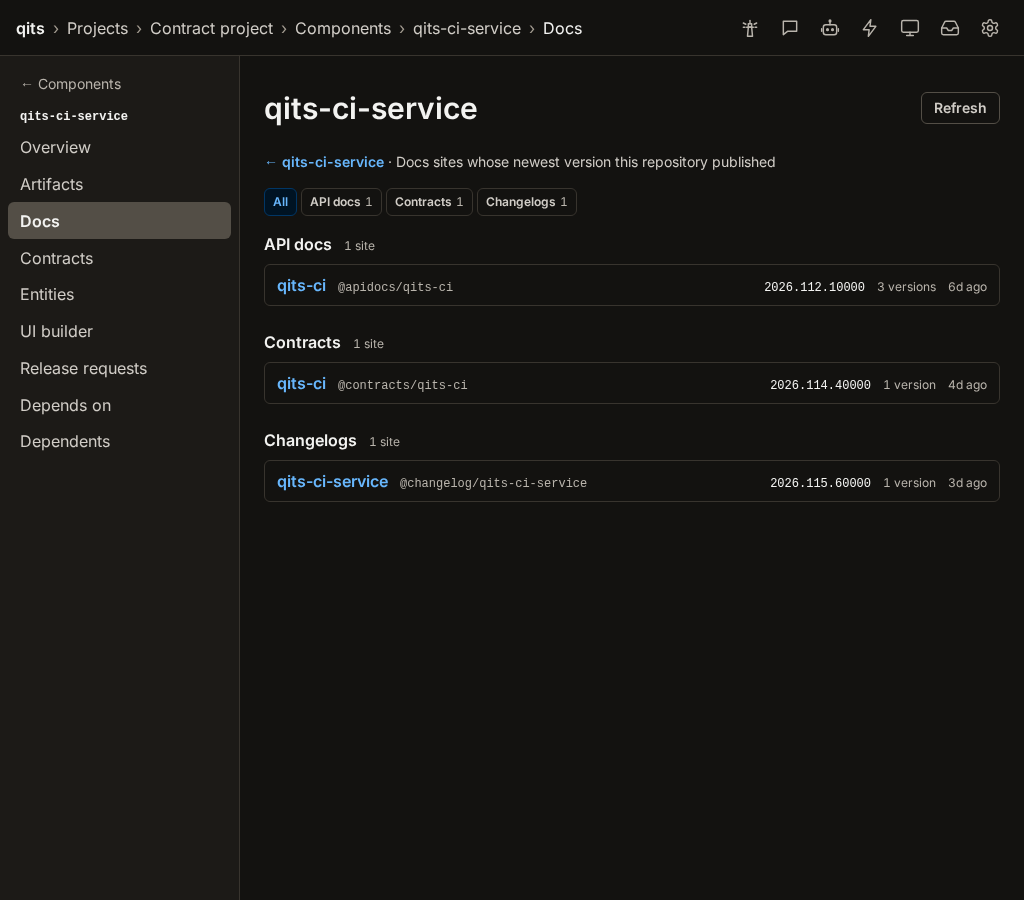 qits › Projects › Contract project › Components › qits-ci-service › Docs
← Components
qits-ci-service
Overview
Artifacts
Docs
Contracts
Entities
UI builder
Release requests
Depends on
Dependents
qits-ci-service
Refresh
← qits-ci-service · Docs sites whose newest version this repository published
All API docs 1 Contracts 1 Changelogs 1
API docs 1 site
qits-ci @apidocs/qits-ci 2026.112.10000 3 versions 6d ago
Contracts 1 site
qits-ci @contracts/qits-ci 2026.114.40000 1 version 4d ago
Changelogs 1 site
qits-ci-service @changelog/qits-ci-service 2026.115.60000 1 version 3d ago